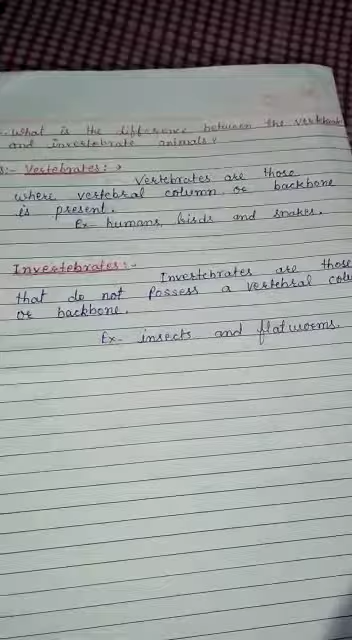 What is the difference between the vertebrate
and invertebrate animals?
:- Vertebrates: →
Vertebrates are those
where vertebral column or backbone
is present.
Ex- humans, birds and snakes.
Invertebrates:-
Invertebrates are those
that do not possess a vertebral colu
or backbone.
Ex- insects and flatworms.